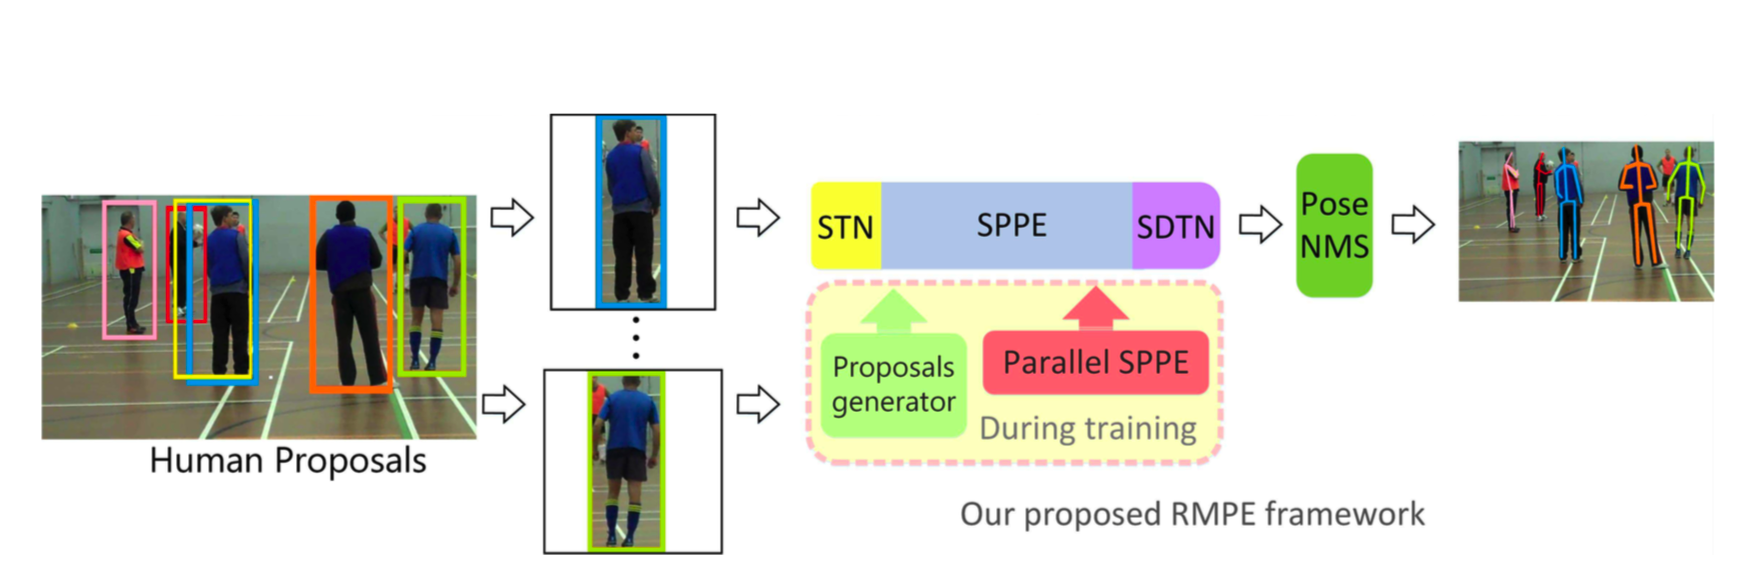 Human Proposals
STN
SPPE
SDTN
Proposals
generator
Parallel SPPE
During training
Pose
NMS
Our proposed RMPE framework